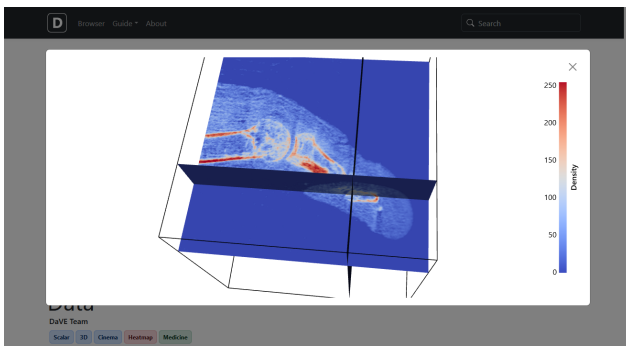 D Browser Guide About Search
250
200
150
100
50
0
Density
Data
DaVE Team
Scalar 3D Cinema Heatmap Medicine